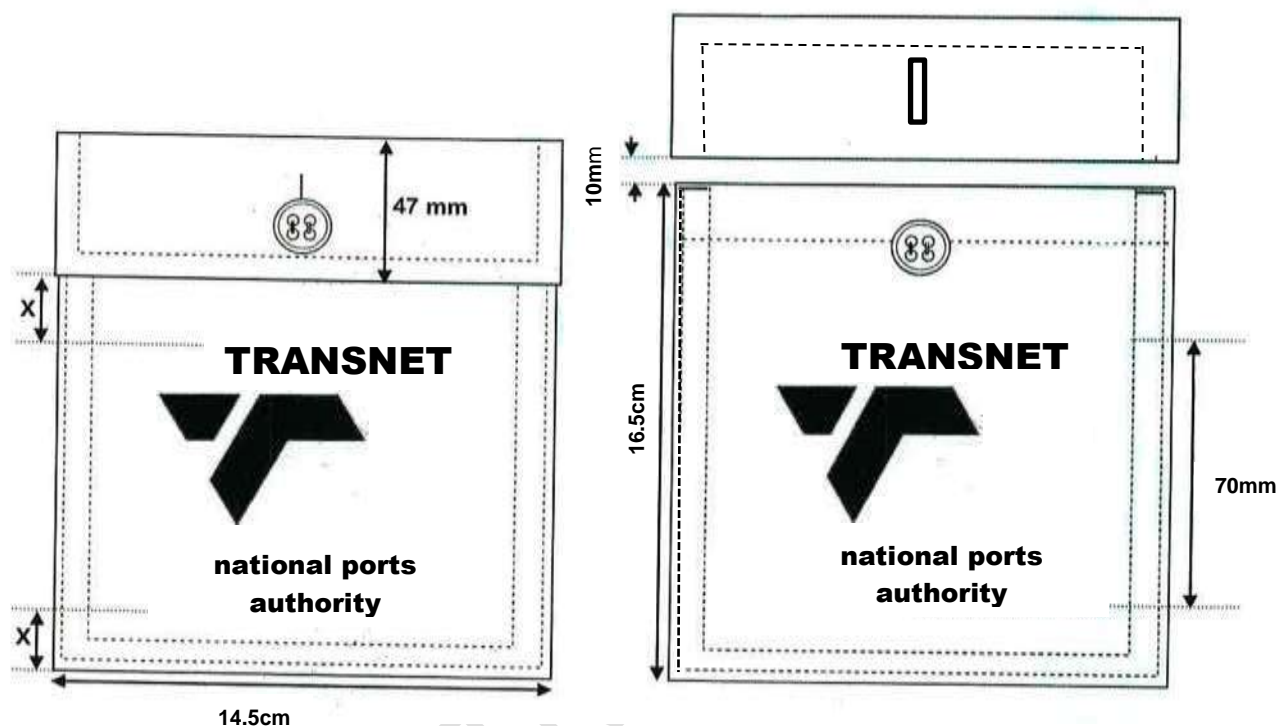 10mm
47 mm
X
TRANSNET
national ports
authority
X
14.5cm
TRANSNET
16.5cm
70mm
national ports
authority